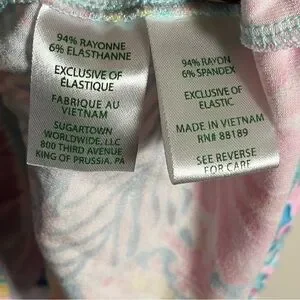 94% RAYONNE
6% ELASTHANNE
EXCLUSIVE OF
ÉLASTIQUE
FABRIQUE AU
VIETNAM
SUGARTOWN
WORLDWIDE, LLC
800 THIRD AVENUE
KING OF PRUSSIA, PA
94% RAYON
6% SPANDEX
EXCLUSIVE OF
ELASTIC
MADE IN VIETNAM
RN# 88189
SEE REVERSE
FOR CARE